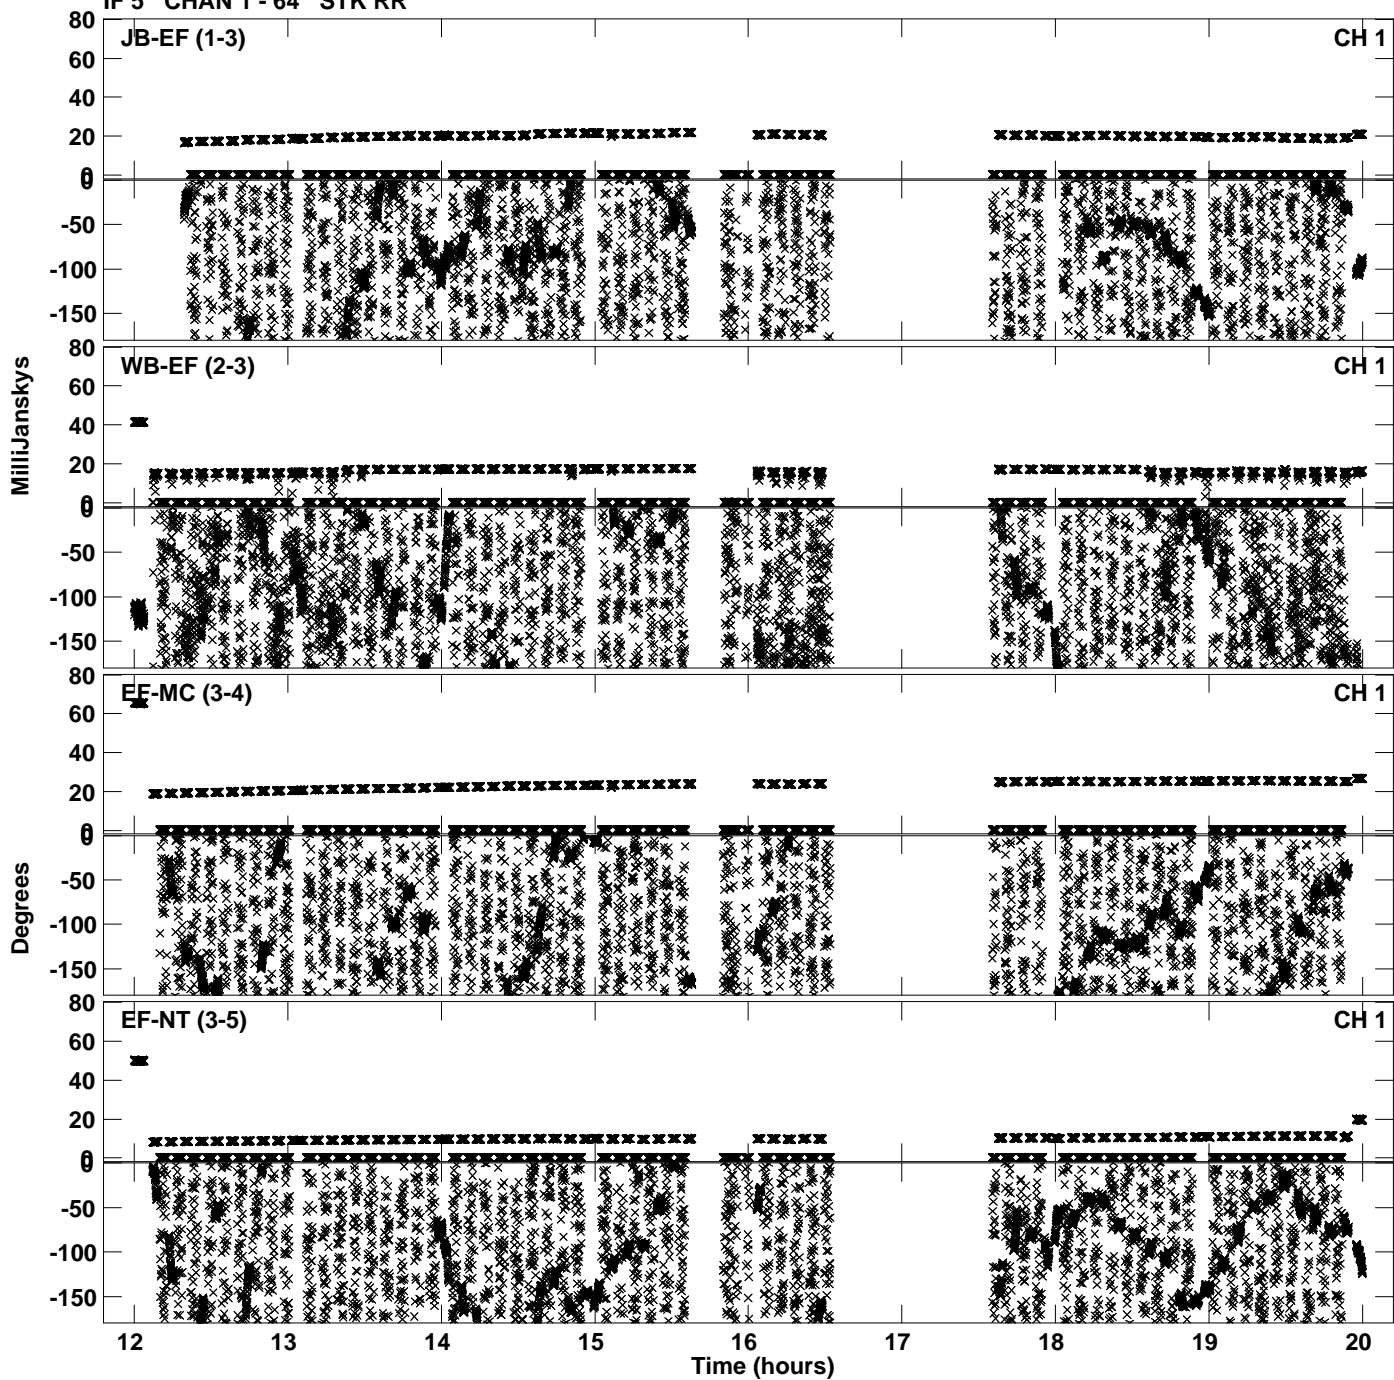 IF 5 CHAN 1 - 64 STK RR
80
JB-EF (1-3)
CH 1
60
40
20
0
0
-50
-100
-150
80
WB-EF (2-3)
CH 1
60
40
20
0
0
-50
-100
-150
MilliJanskys
80
EF-MC (3-4)
CH 1
60
40
20
0
0
-50
-100
-150
Degrees
80
EF-NT (3-5)
CH 1
60
40
20
0
0
-50
-100
-150
12 13 14 15 16 17 18 19 20
Time (hours)